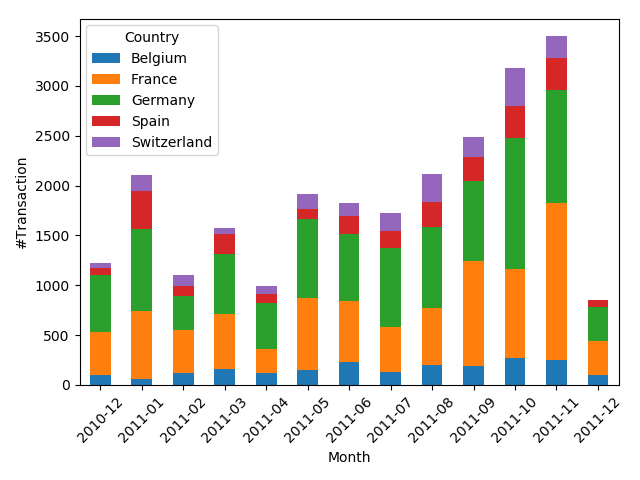 Country
Belgium
France
Germany
Spain
Switzerland
#Transaction
3500
3000
2500
2000
1500
1000
500
0
2010-12
2011-01
2011-02
2011-03
2011-04
2011-05
2011-06
2011-07
2011-08
2011-09
2011-10
2011-11
2011-12
Month